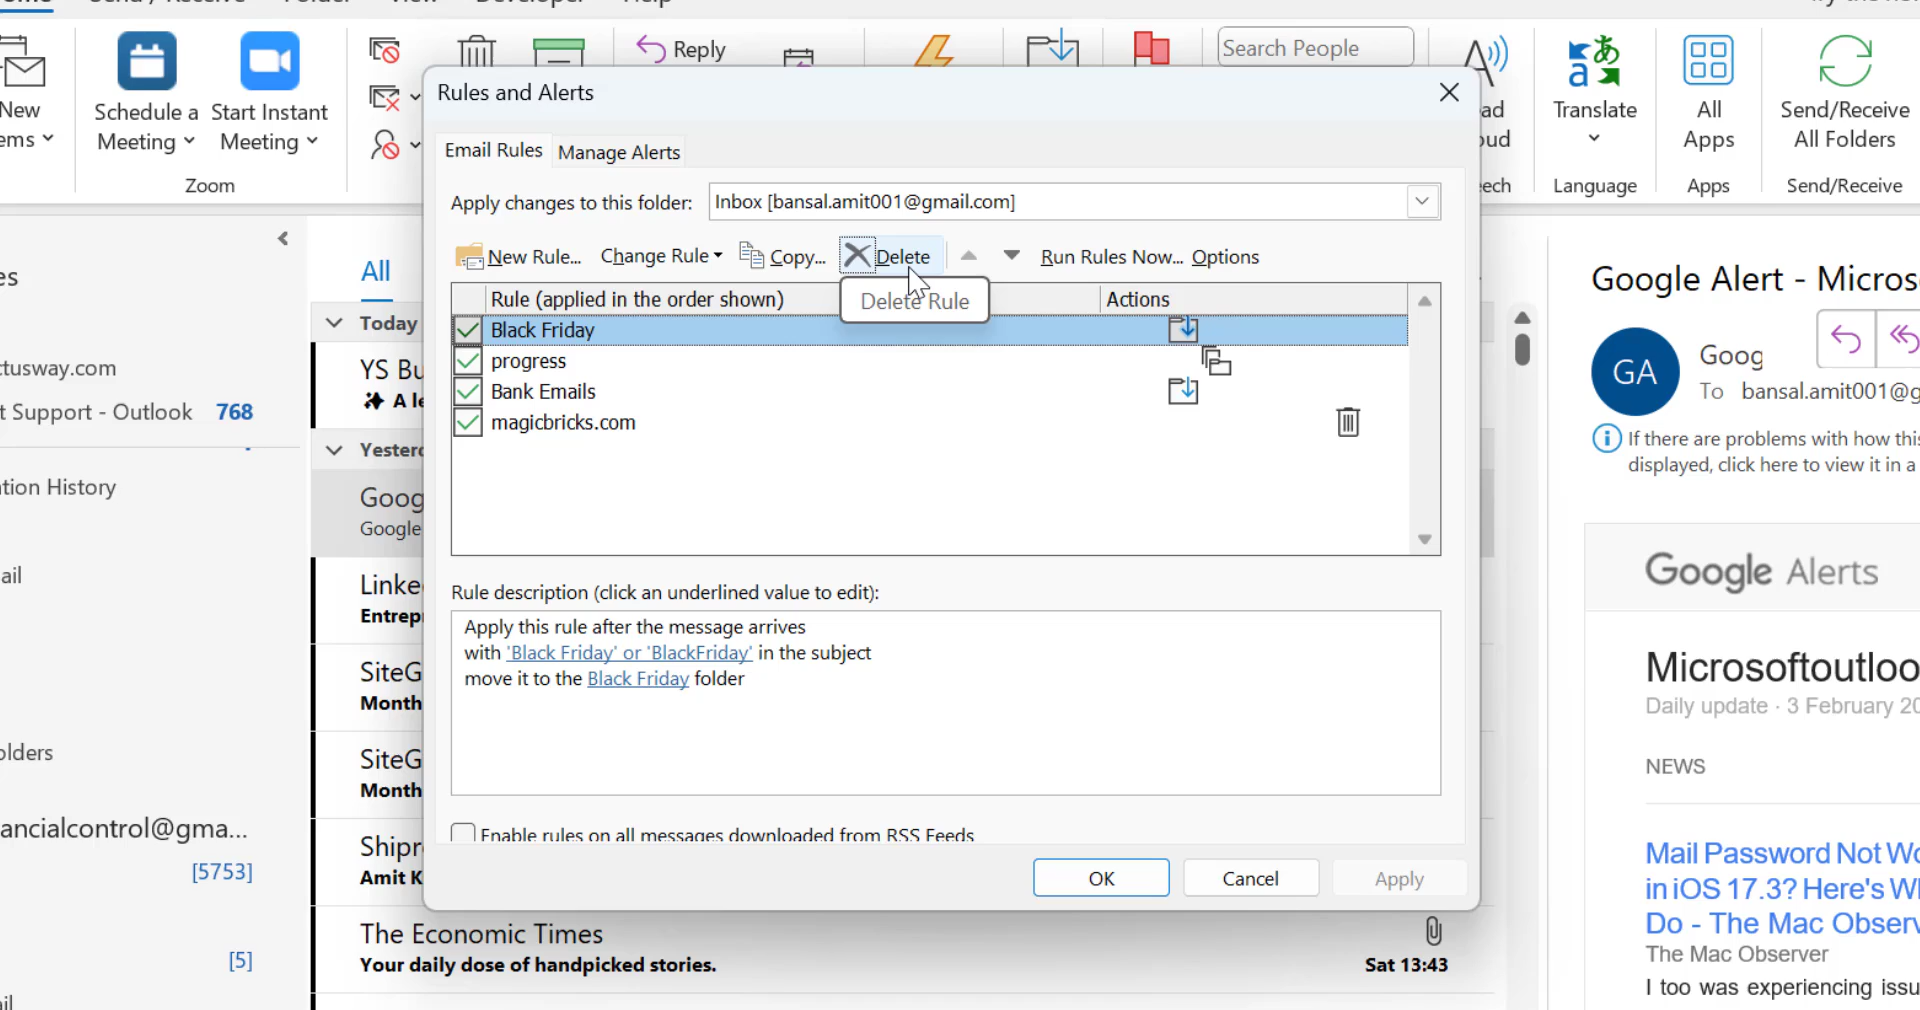 Reply
Search People
New
Schedule a Meeting
Start Instant Meeting
Translate
All Apps
Send/Receive All Folders
Zoom
Language
Apps
Send/Receive
Rules and Alerts
Email Rules
Manage Alerts
Apply changes to this folder:
Inbox [bansal.amit001@gmail.com]
New Rule... Change Rule Copy... Delete Run Rules Now... Options
Delete Rule
Rule (applied in the order shown) Actions
Black Friday
progress
Bank Emails
magicbricks.com
Rule description (click an underlined value to edit):
Apply this rule after the message arrives
with 'Black Friday' or 'BlackFriday' in the subject
move it to the Black Friday folder
Enable rules on all messages downloaded from RSS Feeds
OK Cancel Apply
tusway.com
t Support - Outlook 768
tion History
ail
olders
ancialcontrol@gma...
[5753]
[5]
All
Today
YS Bu
Yester
Goog
Google
Linke
Entrep
SiteG
Month
SiteG
Month
Shipr
Amit K
The Economic Times
Your daily dose of handpicked stories.
Sat 13:43
Google Alert - Micros
GA
Goog
To bansal.amit001@g
If there are problems with how this
displayed, click here to view it in a
Google Alerts
Microsoftoutloo
Daily update · 3 February 20
NEWS
Mail Password Not Wo
in iOS 17.3? Here's W
Do - The Mac Observ
The Mac Observer
I too was experiencing issu